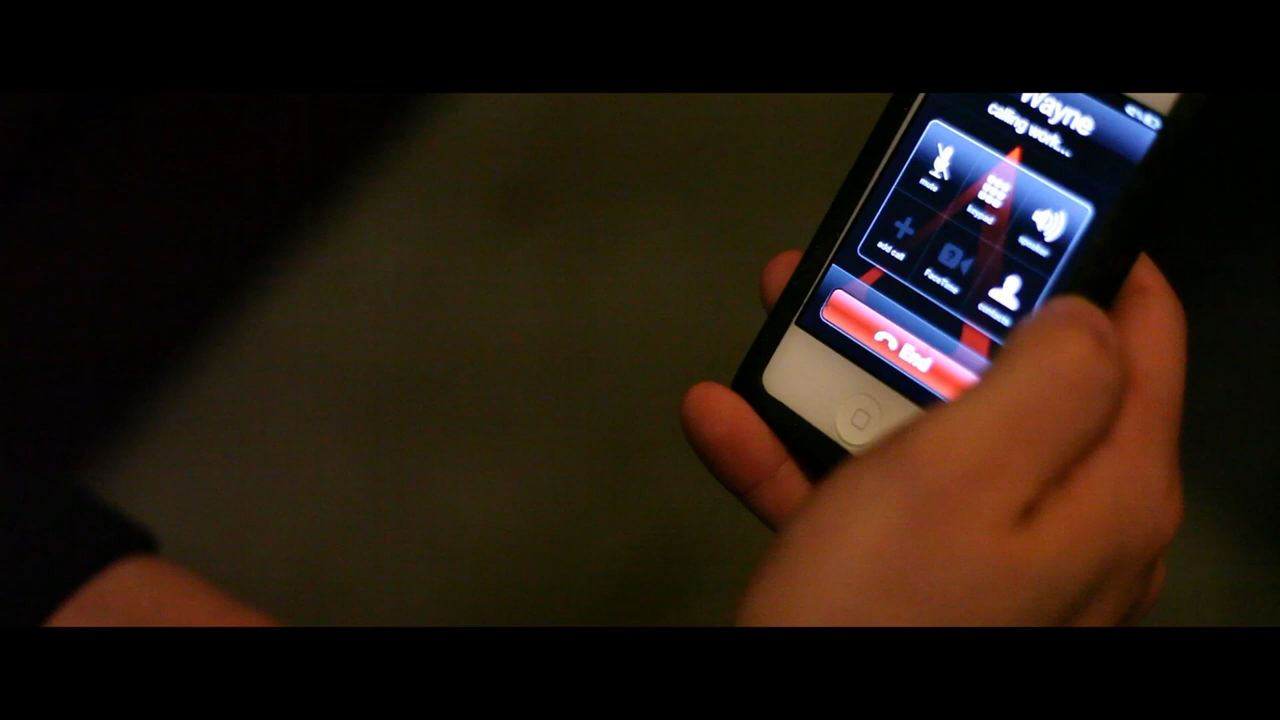 Wayne
calling work...
mute
keypad
speaker
add call
FaceTime
contacts
End